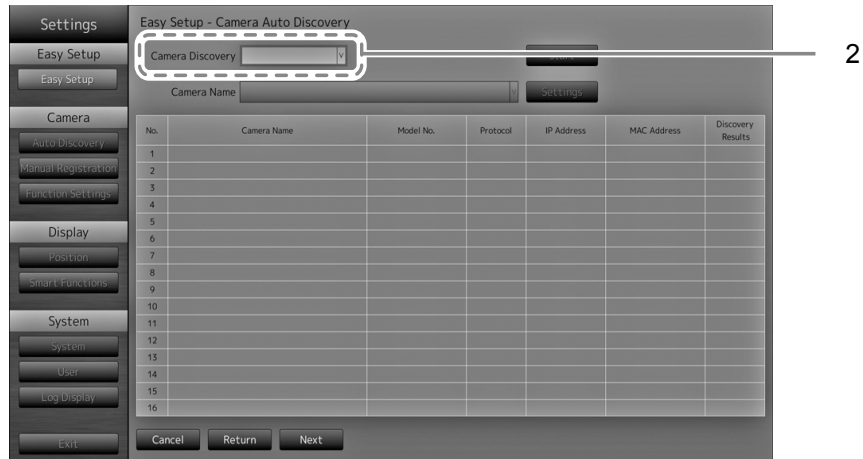 Settings
Easy Setup
Easy Setup
Camera
Auto Discovery
Manual Registration
Function Settings
Display
Position
Smart Functions
System
System
User
Log Display
Exit
Easy Setup - Camera Auto Discovery
Camera Discovery
2
Camera Name Settings
No. Camera Name Model No. Protocol IP Address MAC Address Discovery Results
1
2
3
4
5
6
7
8
9
10
11
12
13
14
15
16
Cancel Return Next